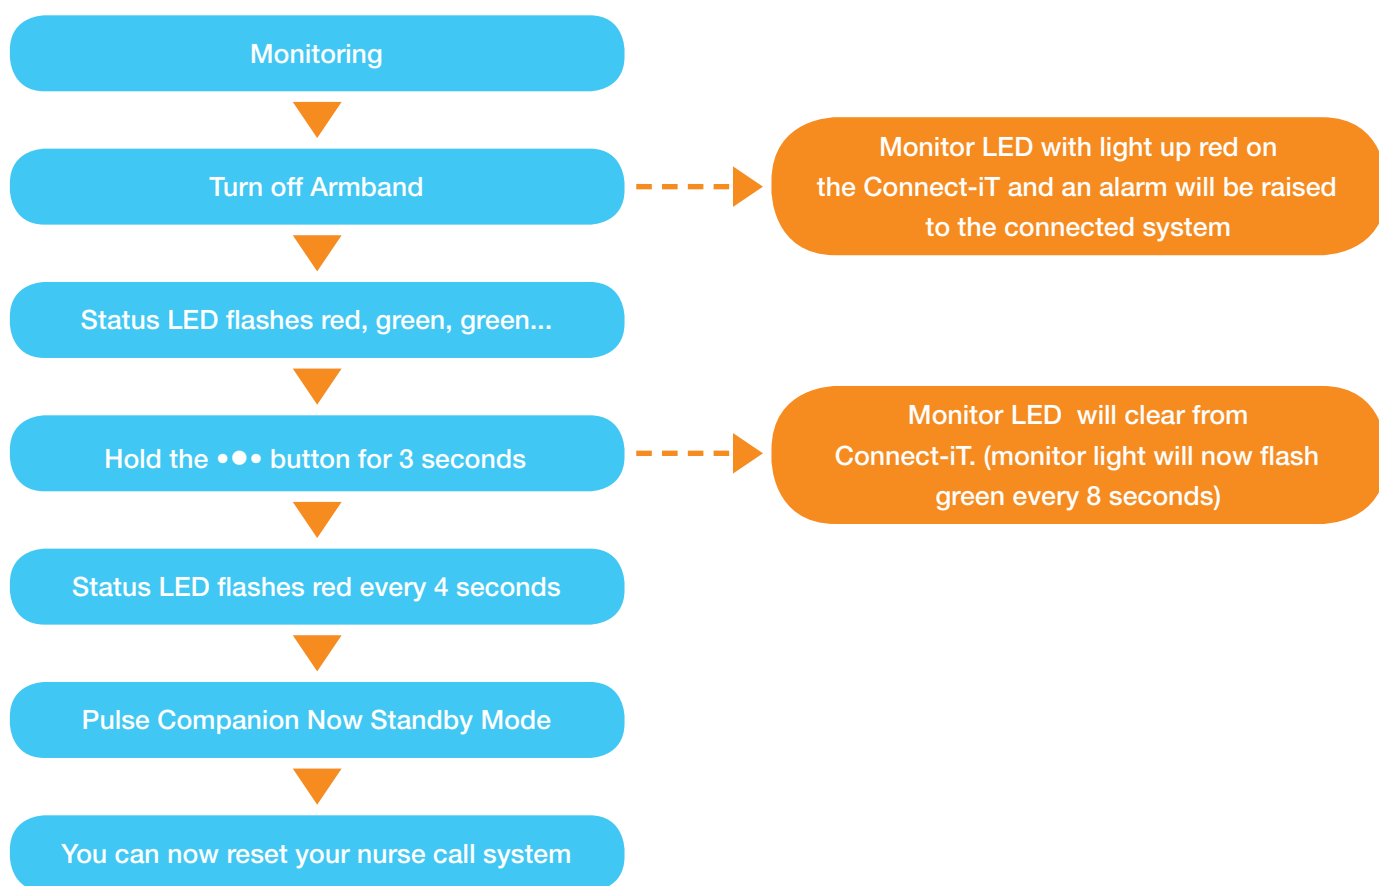 Monitoring
Turn off Armband
Monitor LED with light up red on
the Connect-iT and an alarm will be raised
to the connected system
Status LED flashes red, green, green...
Hold the •●• button for 3 seconds
Monitor LED  will clear from
Connect-iT. (monitor light will now flash
green every 8 seconds)
Status LED flashes red every 4 seconds
Pulse Companion Now Standby Mode
You can now reset your nurse call system